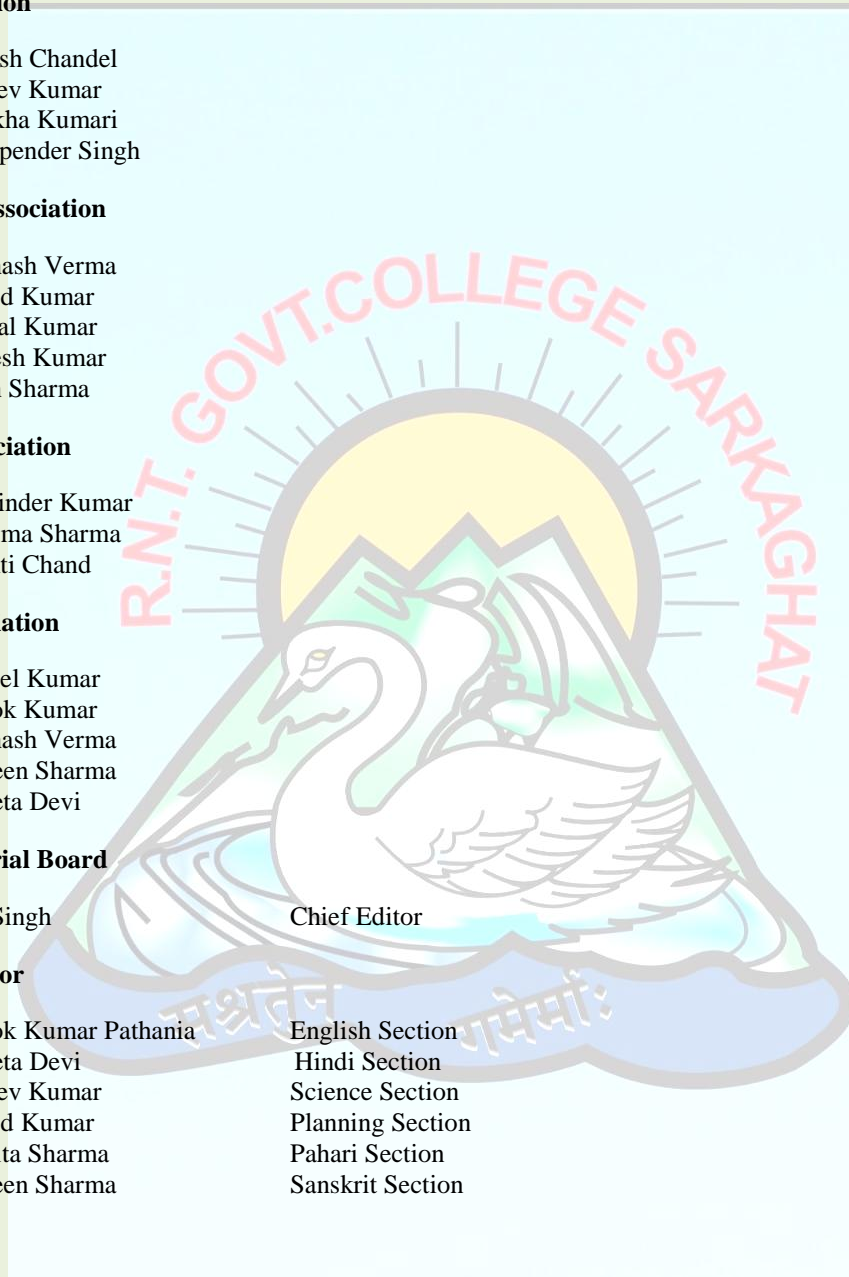 ion
sh Chandel
ev Kumar
kha Kumari
pender Singh
ssociation
ash Verma
d Kumar
al Kumar
esh Kumar
Sharma
ciation
inder Kumar
ma Sharma
ti Chand
ation
el Kumar
ok Kumar
ash Verma
een Sharma
eta Devi
rial Board
Singh Chief Editor
or
ok Kumar Pathania English Section
eta Devi Hindi Section
ev Kumar Science Section
d Kumar Planning Section
ita Sharma Pahari Section
een Sharma Sanskrit Section
R.N.T. GOVT.COLLEGE SARKAGHAT